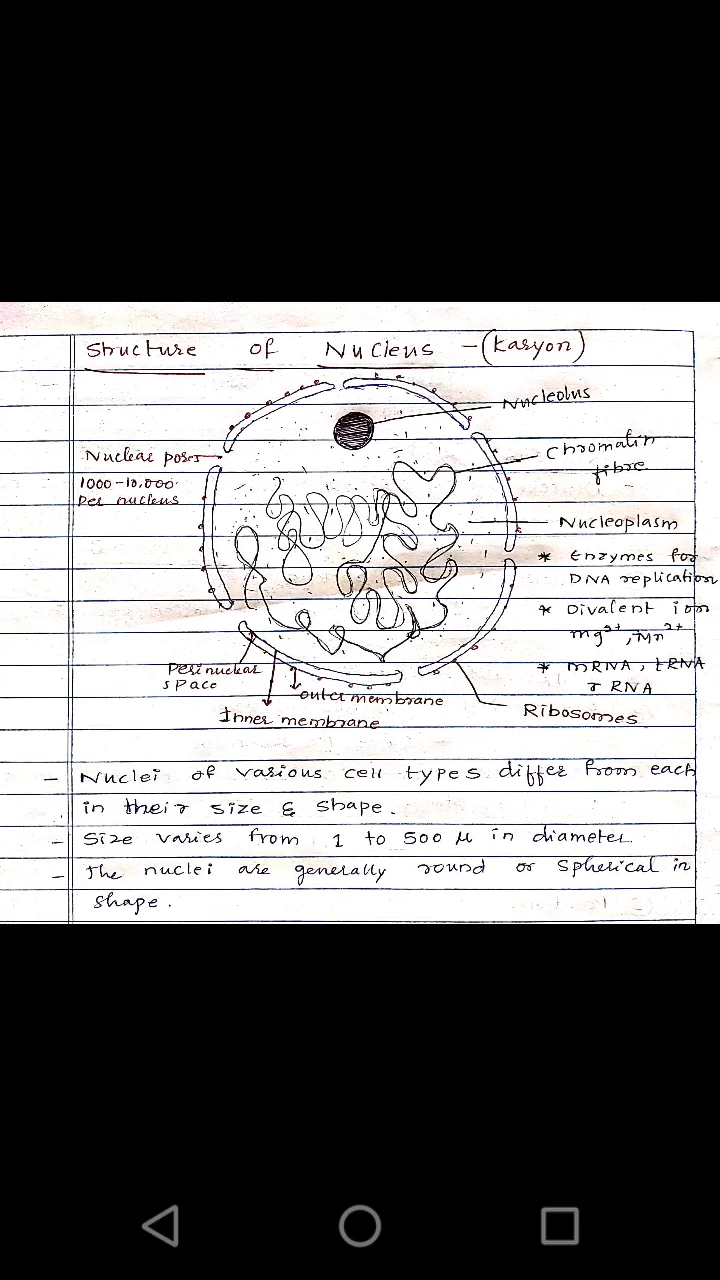 Structure of Nucleus - (Karyon)
Nucleolus
Chromatin
fibre
Nuclear pores
1000-10,000
Per nucleus
Nucleoplasm
* Enzymes for
DNA replication
* Divalent ion
mg2+, Mn2+
* mRNA, tRNA
rRNA
Perinuclear
space
outer membrane
Inner membrane
Ribosomes
- Nuclei of various cell types differ from each
in their size & shape.
- Size varies from 1 to 500 μ in diameter
- The nuclei are generally round or spherical in
shape.